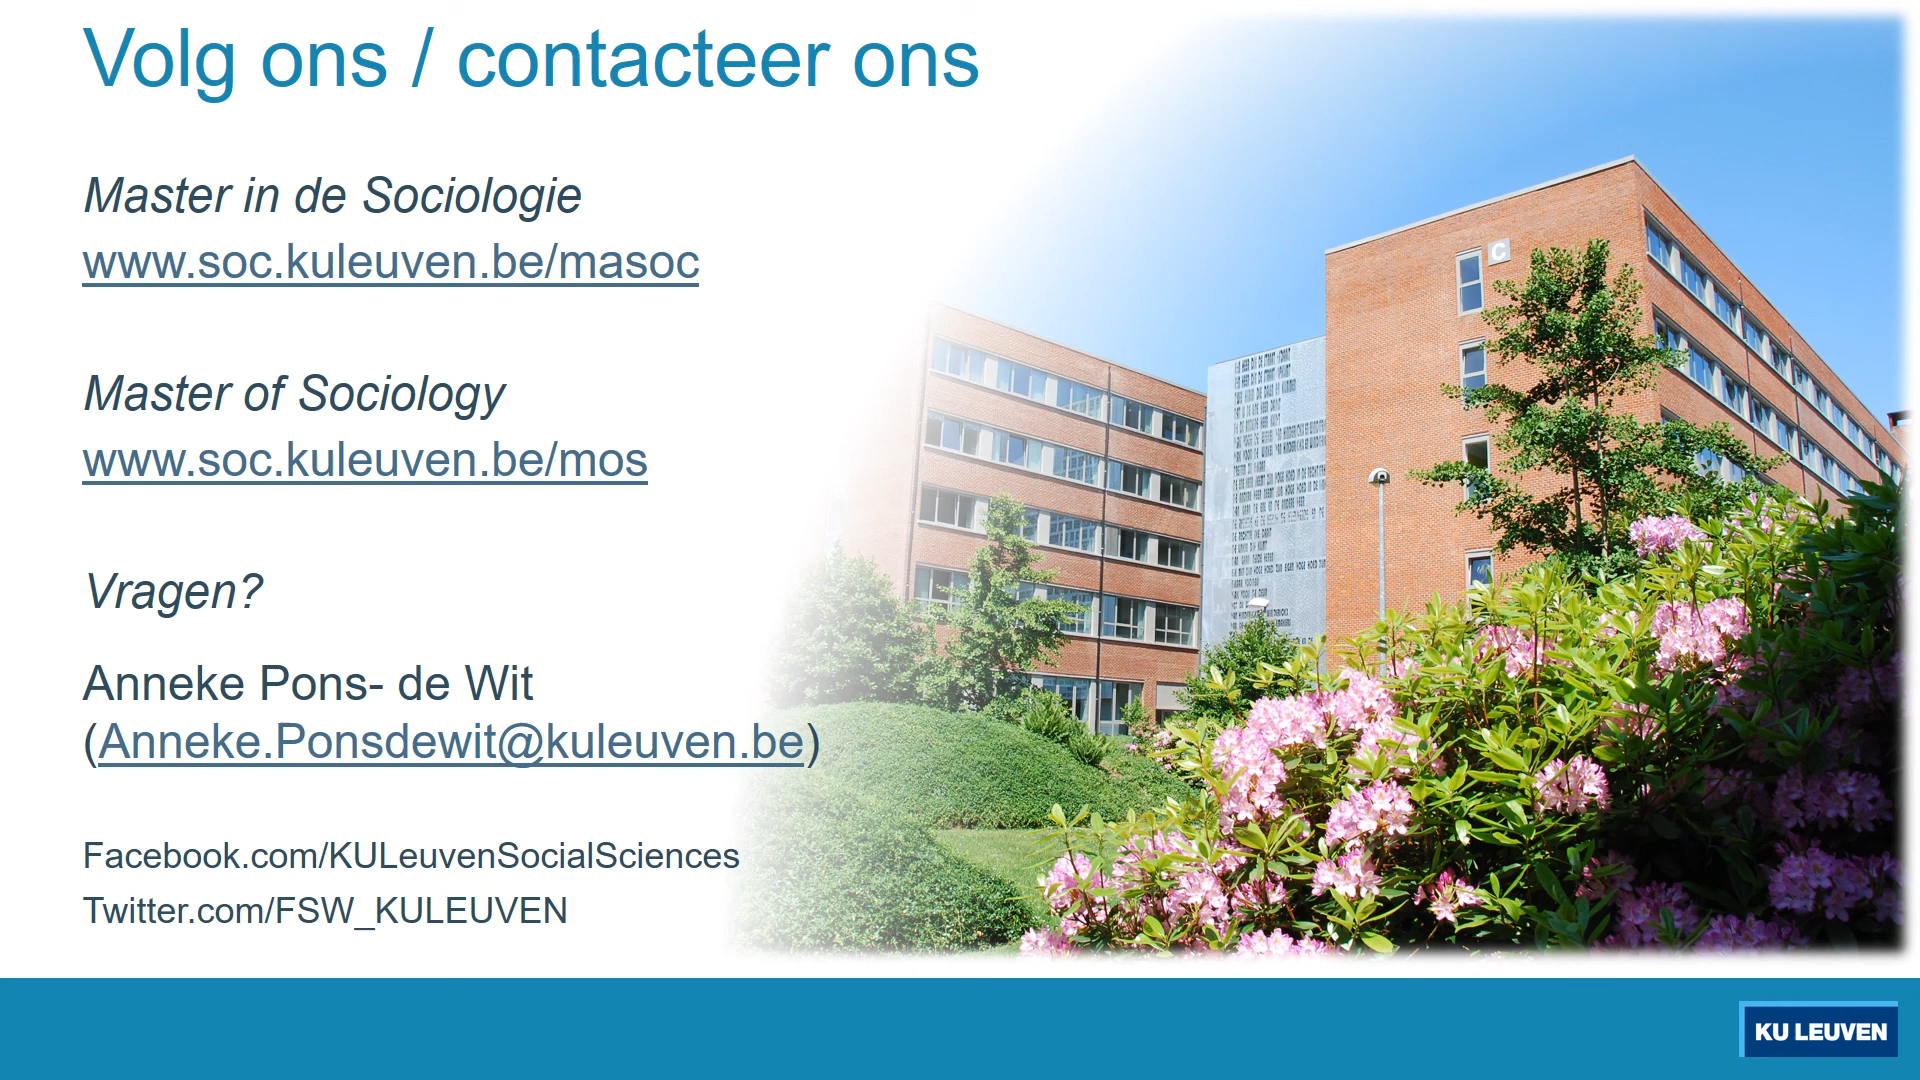 Volg ons / contacteer ons
Master in de Sociologie
www.soc.kuleuven.be/masoc
Master of Sociology
www.soc.kuleuven.be/mos
Vragen?
Anneke Pons- de Wit
(Anneke.Ponsdewit@kuleuven.be)
Facebook.com/KULeuvenSocialSciences
Twitter.com/FSW_KULEUVEN
C
KU LEUVEN